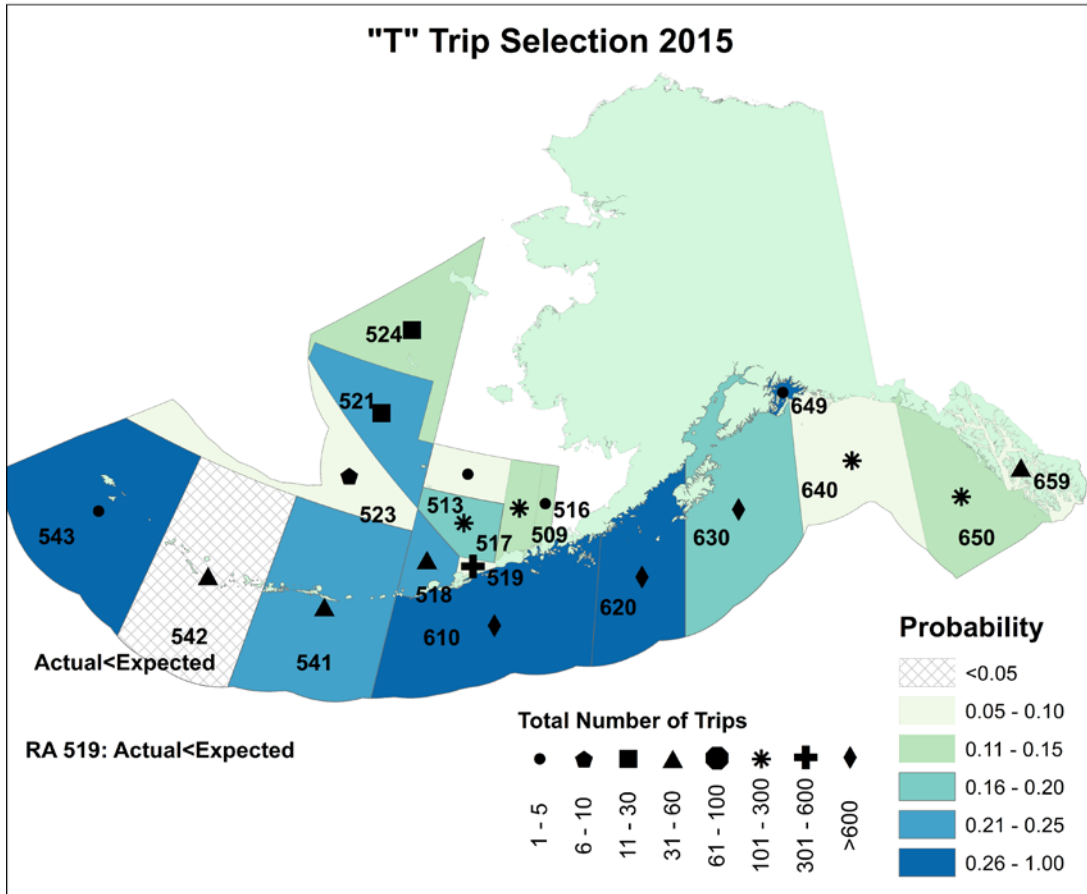 "T" Trip Selection 2015
524
521
649
659
523
513
516
543
517
509
640
630
650
519
518
620
542
610
541
Actual<Expected
RA 519: Actual<Expected
Total Number of Trips
1 - 5
6 - 10
11 - 30
31 - 60
61 - 100
101 - 300
301 - 600
>600
Probability
<0.05
0.05 - 0.10
0.11 - 0.15
0.16 - 0.20
0.21 - 0.25
0.26 - 1.00